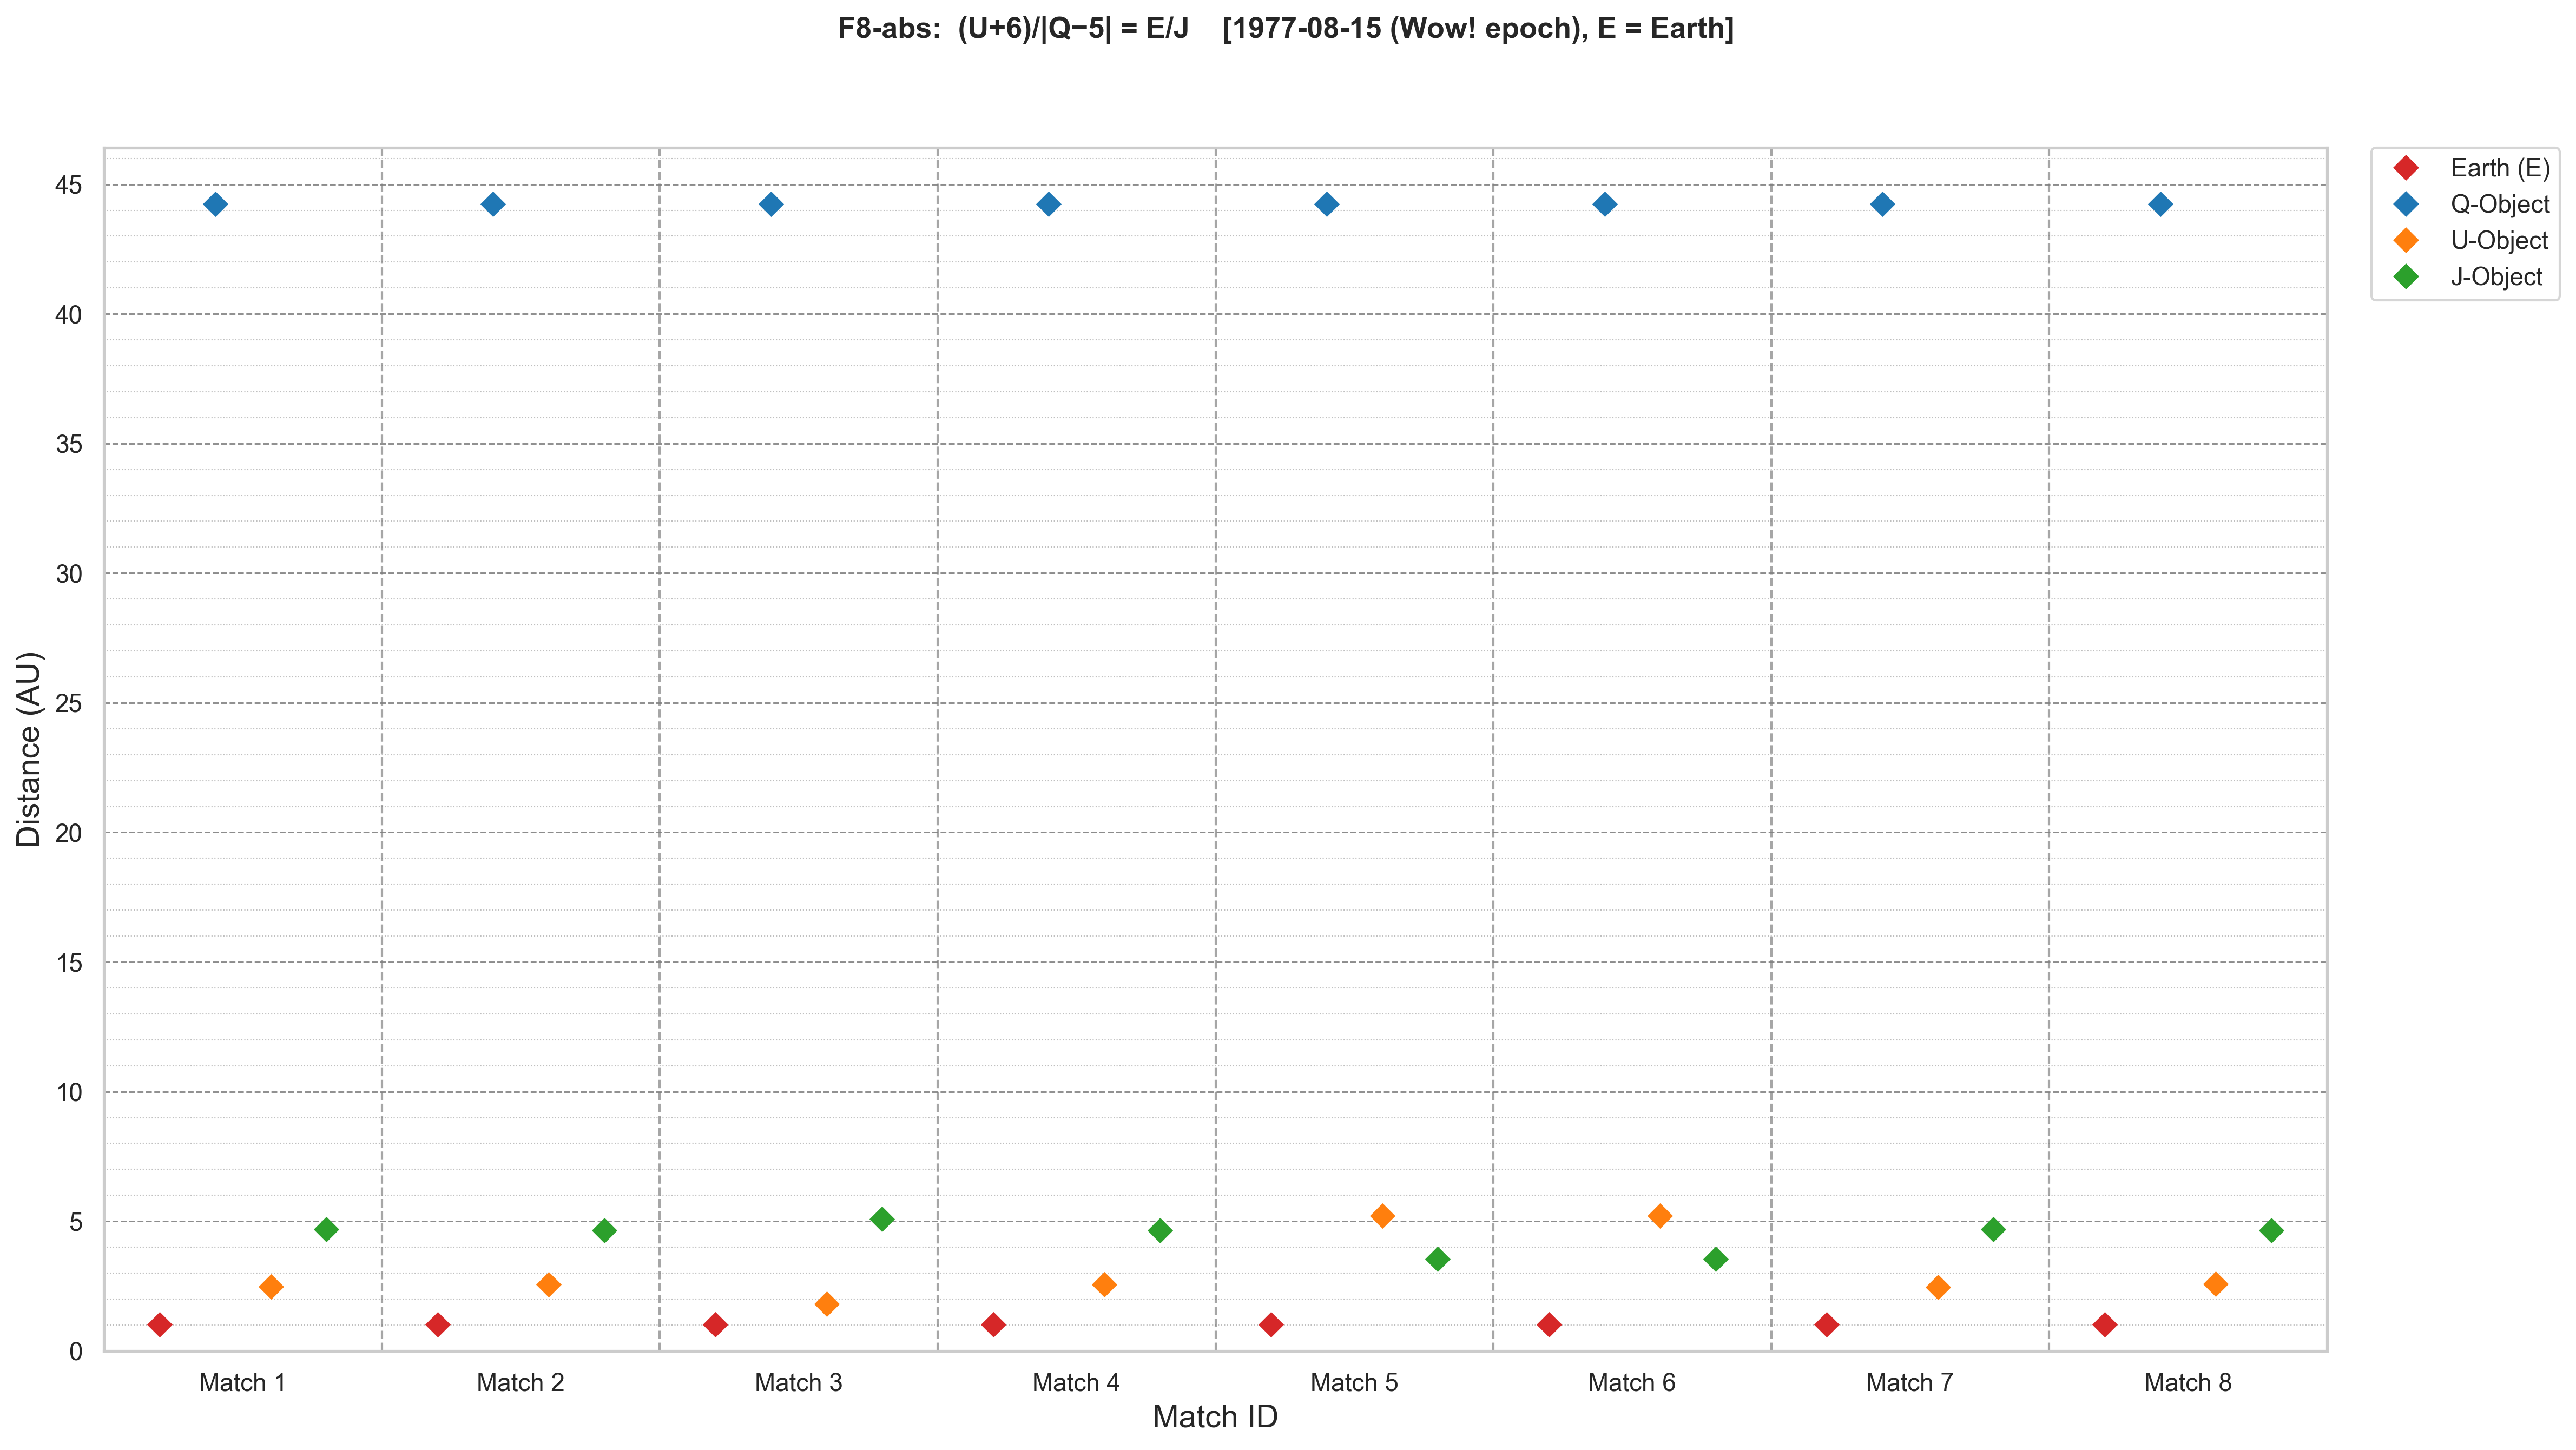 F8-abs:  (U+6)/|Q−5| = E/J    [1977-08-15 (Wow! epoch), E = Earth]
Earth (E)
Q-Object
U-Object
J-Object
Distance (AU)
45
40
35
30
25
20
15
10
5
0
Match 1 Match 2 Match 3 Match 4 Match 5 Match 6 Match 7 Match 8
Match ID